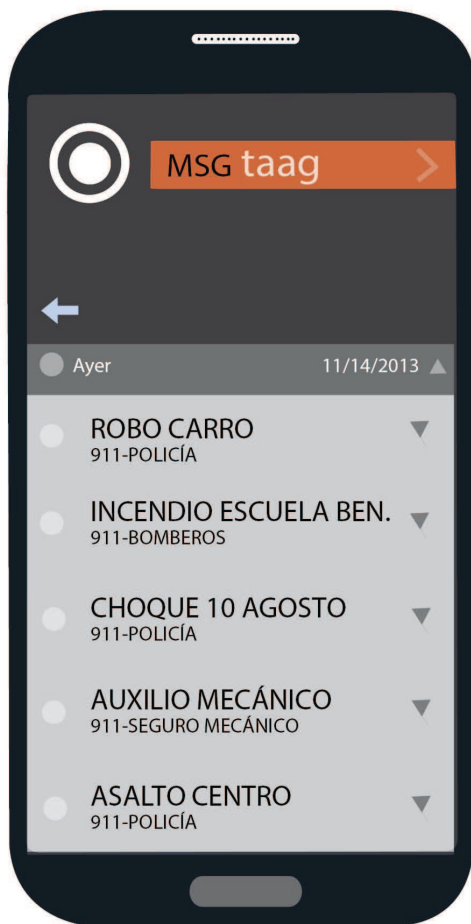 MSG taag
Ayer 11/14/2013
ROBO CARRO
911-POLICÍA
INCENDIO ESCUELA BEN.
911-BOMBEROS
CHOQUE 10 AGOSTO
911-POLICÍA
AUXILIO MECÁNICO
911-SEGURO MECÁNICO
ASALTO CENTRO
911-POLICÍA